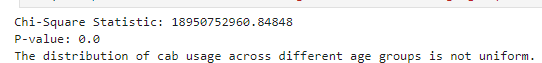 Chi-Square Statistic: 18950752960.84848
P-value: 0.0
The distribution of cab usage across different age groups is not uniform.